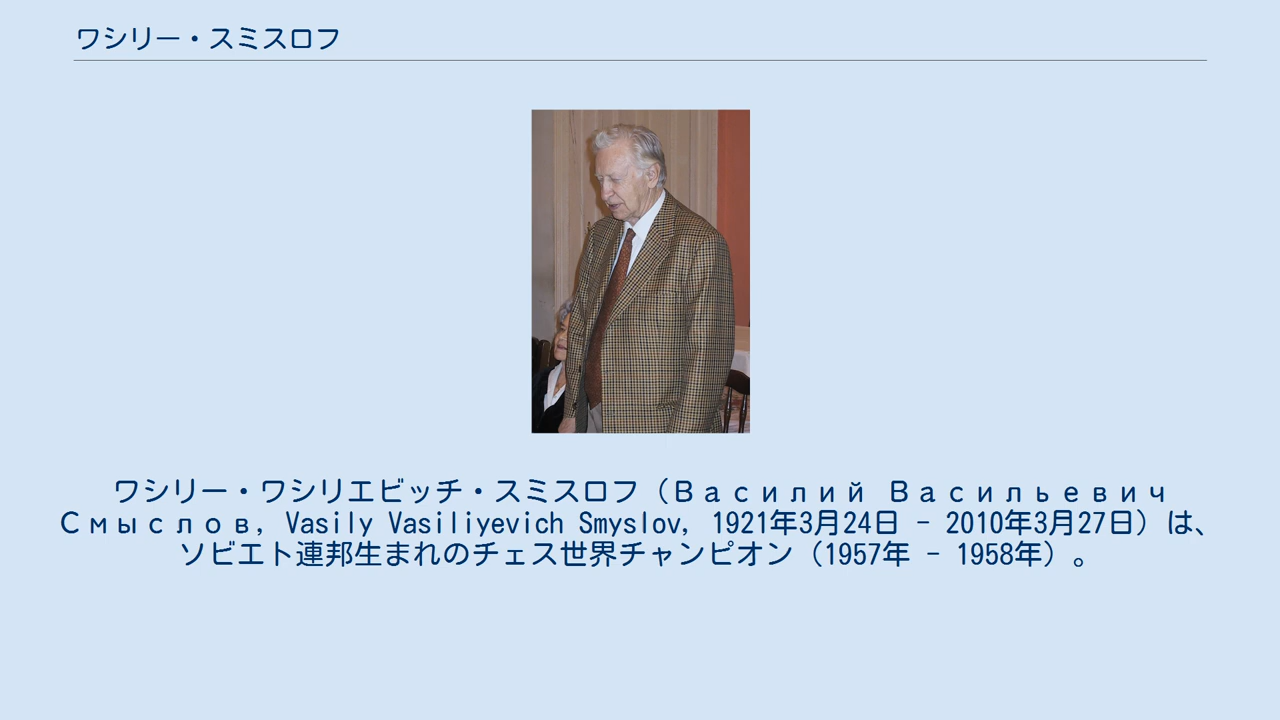 ワシリー・スミスロフ
ワシリー・ワシリエビッチ・スミスロフ（Василий Васильевич
Смыслов, Vasily Vasiliyevich Smyslov, 1921年3月24日 - 2010年3月27日）は、
ソビエト連邦生まれのチェス世界チャンピオン（1957年 - 1958年）。